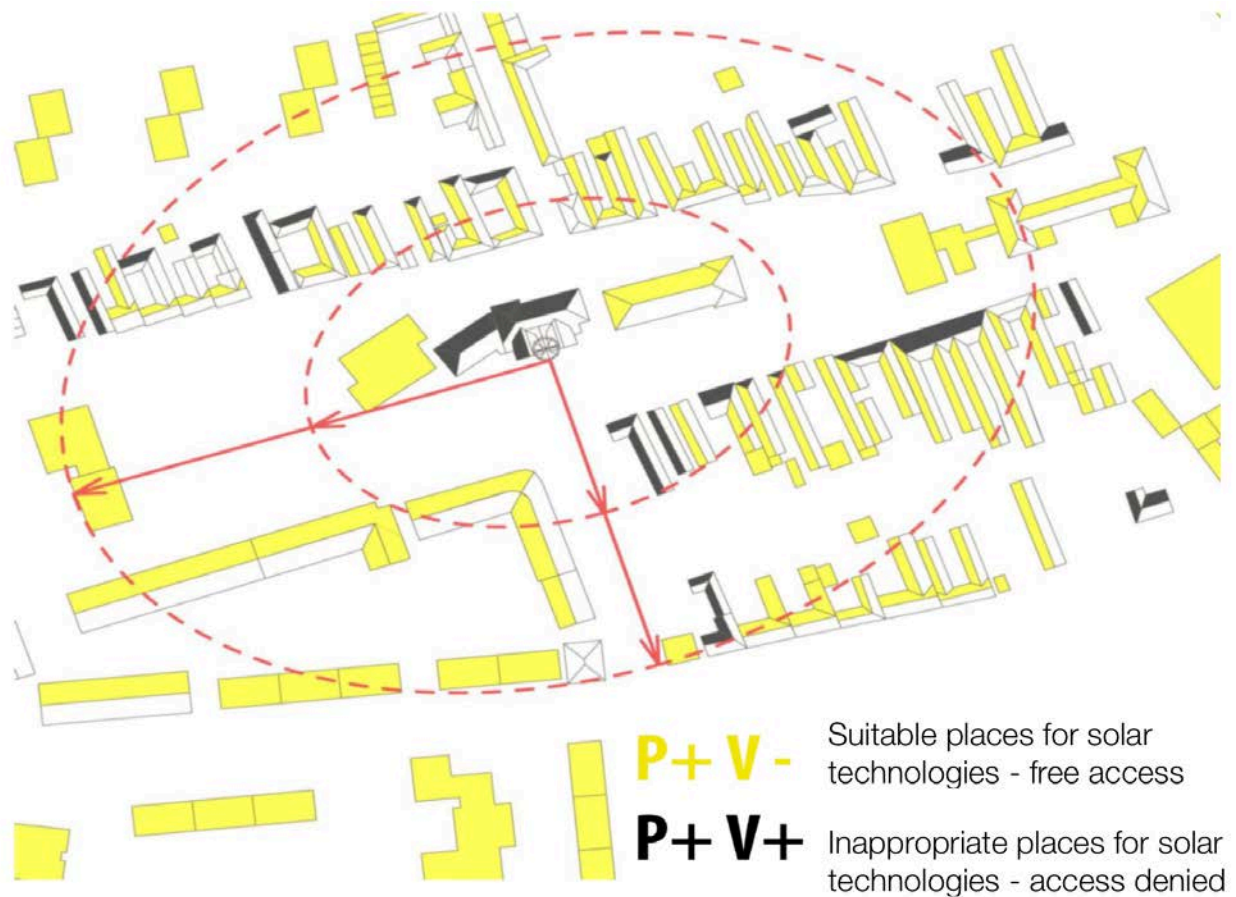 P+ V -
Suitable places for solar
technologies - free access
P+ V+
Inappropriate places for solar
technologies - access denied